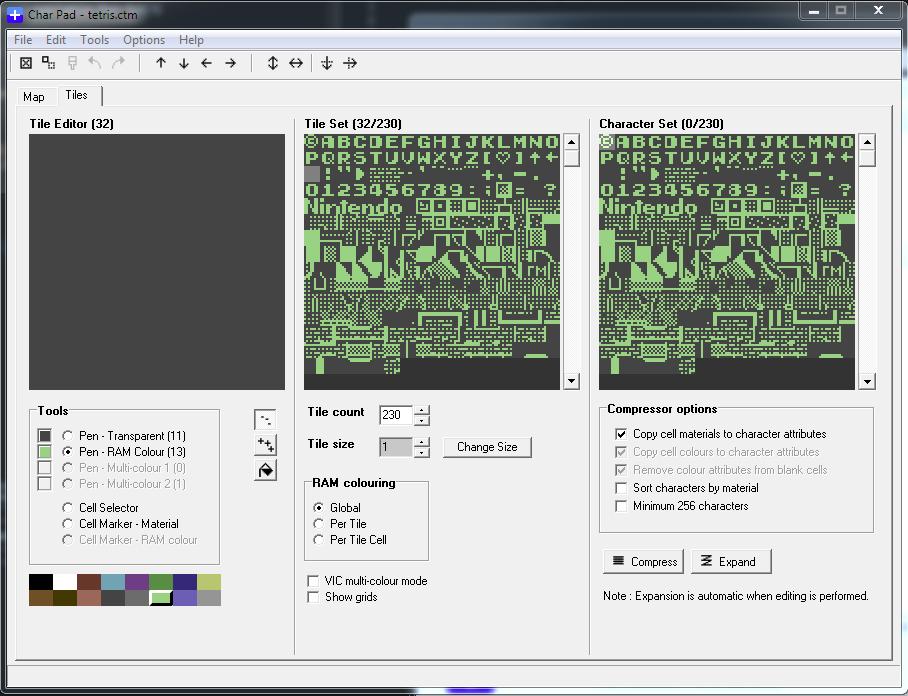 Char Pad - tetris.ctm
File Edit Tools Options Help
Map Tiles
Tile Editor (32)
Tile Set (32/230)
Character Set (0/230)
©ABCDEFGHIJKLMNO
PQRSTUVWXYZ[♡]↑←
0123456789:;= ?
Nintendo
©ABCDEFGHIJKLMNO
PQRSTUVWXYZ[♡]↑←
0123456789:;= ?
Nintendo
Tools
Pen - Transparent (11)
Pen - RAM Colour (13)
Pen - Multi-colour 1 (0)
Pen - Multi-colour 2 (1)
Cell Selector
Cell Marker - Material
Cell Marker - RAM colour
Tile count 230
Tile size 1 Change Size
RAM colouring
Global
Per Tile
Per Tile Cell
VIC multi-colour mode
Show grids
Compressor options
Copy cell materials to character attributes
Copy cell colours to character attributes
Remove colour attributes from blank cells
Sort characters by material
Minimum 256 characters
Compress Expand
Note : Expansion is automatic when editing is performed.